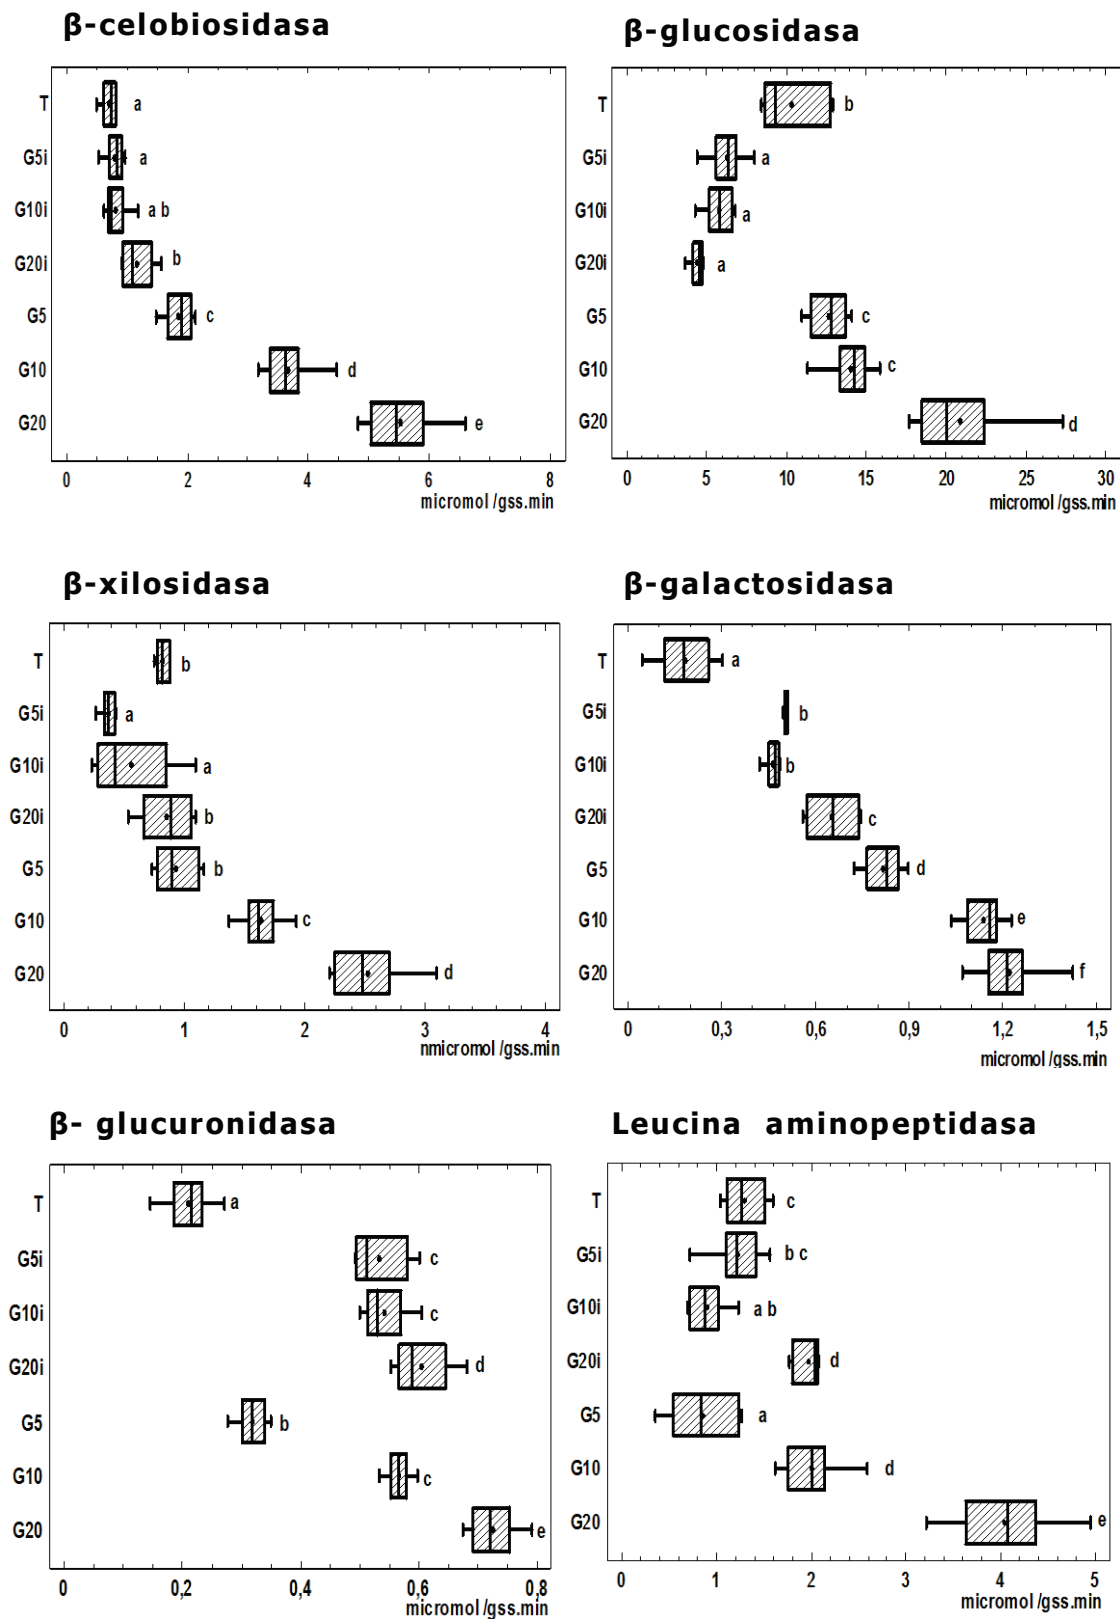 β-celobiosidasa
T
a
G5i
a
G10i
a b
G20i
b
G5
c
G10
d
G20
e
0 2 4 6 8
micromol /gss.min
β-glucosidasa
T
b
G5i
a
G10i
a
G20i
a
G5
c
G10
c
G20
d
0 5 10 15 20 25 30
micromol /gss.min
β-xilosidasa
T
b
G5i
a
G10i
a
G20i
b
G5
b
G10
c
G20
d
0 1 2 3 4
nmicromol /gss.min
β-galactosidasa
T
a
G5i
b
G10i
b
G20i
c
G5
d
G10
e
G20
f
0 0,3 0,6 0,9 1,2 1,5
micromol /gss.min
β- glucuronidasa
T
a
G5i
c
G10i
c
G20i
d
G5
b
G10
c
G20
e
0 0,2 0,4 0,6 0,8
micromol /gss.min
Leucina aminopeptidasa
T
c
G5i
b c
G10i
a b
G20i
d
G5
a
G10
d
G20
e
0 1 2 3 4 5
micromol /gss.min